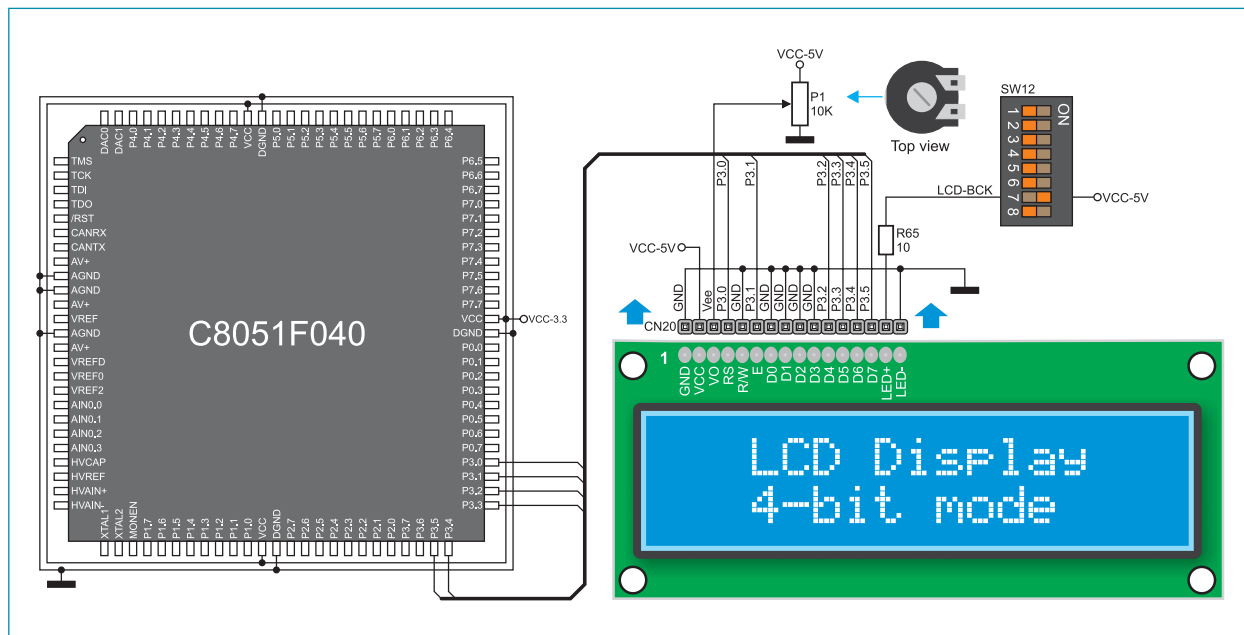 VCC-5V
P1
10K
Top view
SW12
ON
1
2
3
4
5
6
7
8
LCD-BCK
VCC-5V
R65
10
VCC-5V
P3.0
P3.1
P3.2
P3.3
P3.4
P3.5
GND
Vee
P3.0
GND
P3.1
GND
GND
GND
GND
P3.2
P3.3
P3.4
P3.5
CN20
1
GND
VCC
VO
RS
R/W
E
D0
D1
D2
D3
D4
D5
D6
D7
LED+
LED-
LCD Display
4-bit mode
DAC0
DAC1
P4.0
P4.1
P4.2
P4.3
P4.4
P4.5
P4.6
P4.7
VCC
DGND
P5.0
P5.1
P5.2
P5.3
P5.4
P5.5
P5.6
P5.7
P6.0
P6.1
P6.2
P6.3
P6.4
TMS
TCK
TDI
TDO
/RST
CANRX
CANTX
AV+
AGND
AGND
AV+
VREF
AGND
AV+
VREFD
VREF0
VREF2
AIN0.0
AIN0.1
AIN0.2
AIN0.3
HVCAP
HVREF
HVAIN+
HVAIN-
C8051F040
P6.5
P6.6
P6.7
P7.0
P7.1
P7.2
P7.3
P7.4
P7.5
P7.6
P7.7
VCC
VCC-3.3
DGND
P0.0
P0.1
P0.2
P0.3
P0.4
P0.5
P0.6
P0.7
P3.0
P3.1
P3.2
P3.3
XTAL1
XTAL2
MONEN
P1.7
P1.6
P1.5
P1.4
P1.3
P1.2
P1.1
P1.0
VCC
DGND
P2.7
P2.6
P2.5
P2.4
P2.3
P2.2
P2.1
P2.0
P3.7
P3.6
P3.5
P3.4